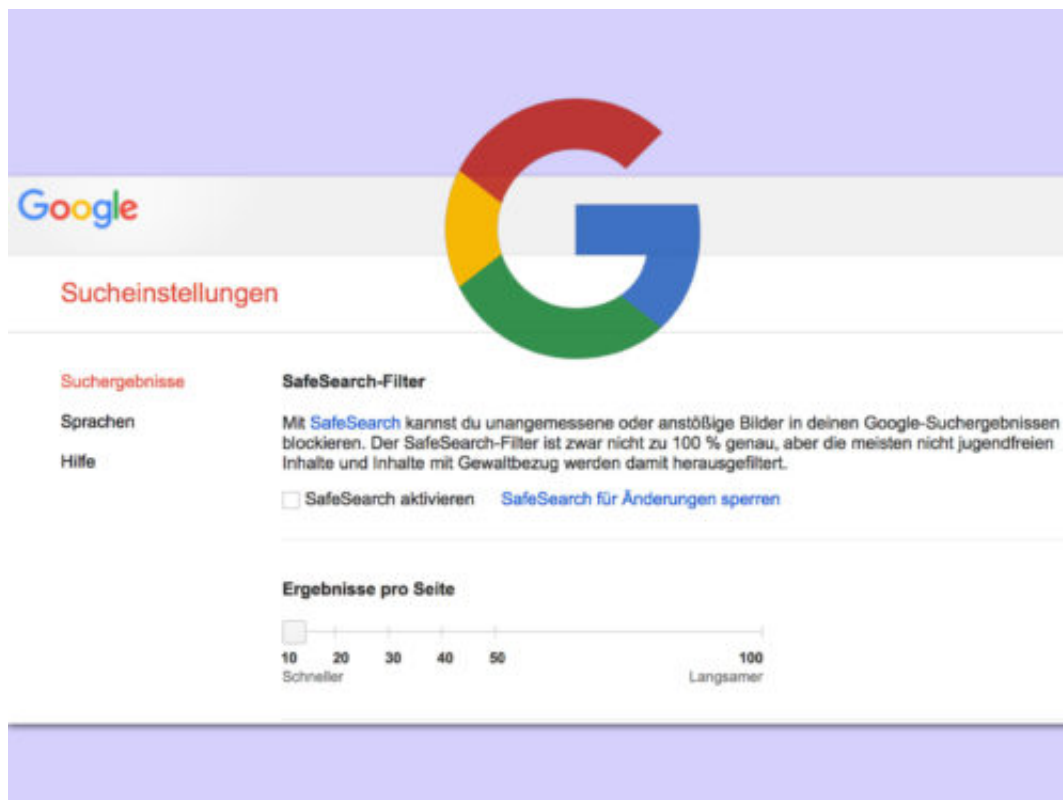 Google
Sucheinstellungen
Suchergebnisse
Sprachen
Hilfe
SafeSearch-Filter
Mit SafeSearch kannst du unangemessene oder anstößige Bilder in deinen Google-Suchergebnissen
blockieren. Der SafeSearch-Filter ist zwar nicht zu 100 % genau, aber die meisten nicht jugendfreien
Inhalte und Inhalte mit Gewaltbezug werden damit herausgefiltert.
SafeSearch aktivieren SafeSearch für Änderungen sperren
Ergebnisse pro Seite
10 20 30 40 50 100
Schneller Langsamer